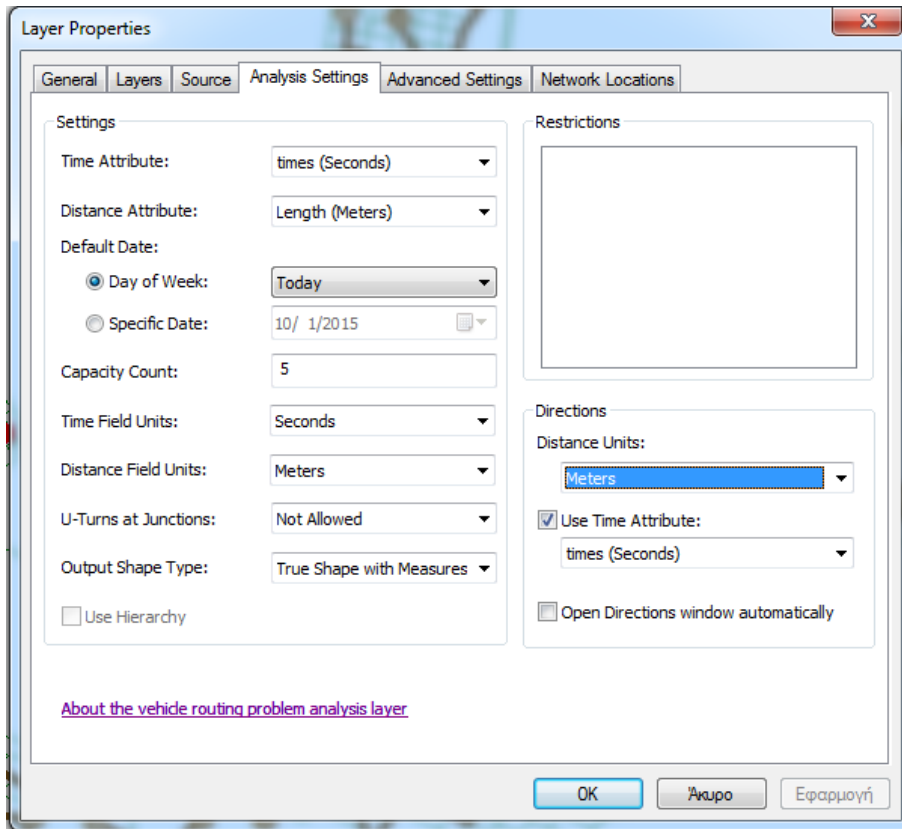 Layer Properties
General Layers Source Analysis Settings Advanced Settings Network Locations
Settings
Time Attribute: times (Seconds)
Distance Attribute: Length (Meters)
Default Date:
Day of Week: Today
Specific Date: 10/ 1/2015
Capacity Count: 5
Time Field Units: Seconds
Distance Field Units: Meters
U-Turns at Junctions: Not Allowed
Output Shape Type: True Shape with Measures
Use Hierarchy
Restrictions
Directions
Distance Units:
Meters
Use Time Attribute:
times (Seconds)
Open Directions window automatically
About the vehicle routing problem analysis layer
OK Άκυρο Εφαρμογή